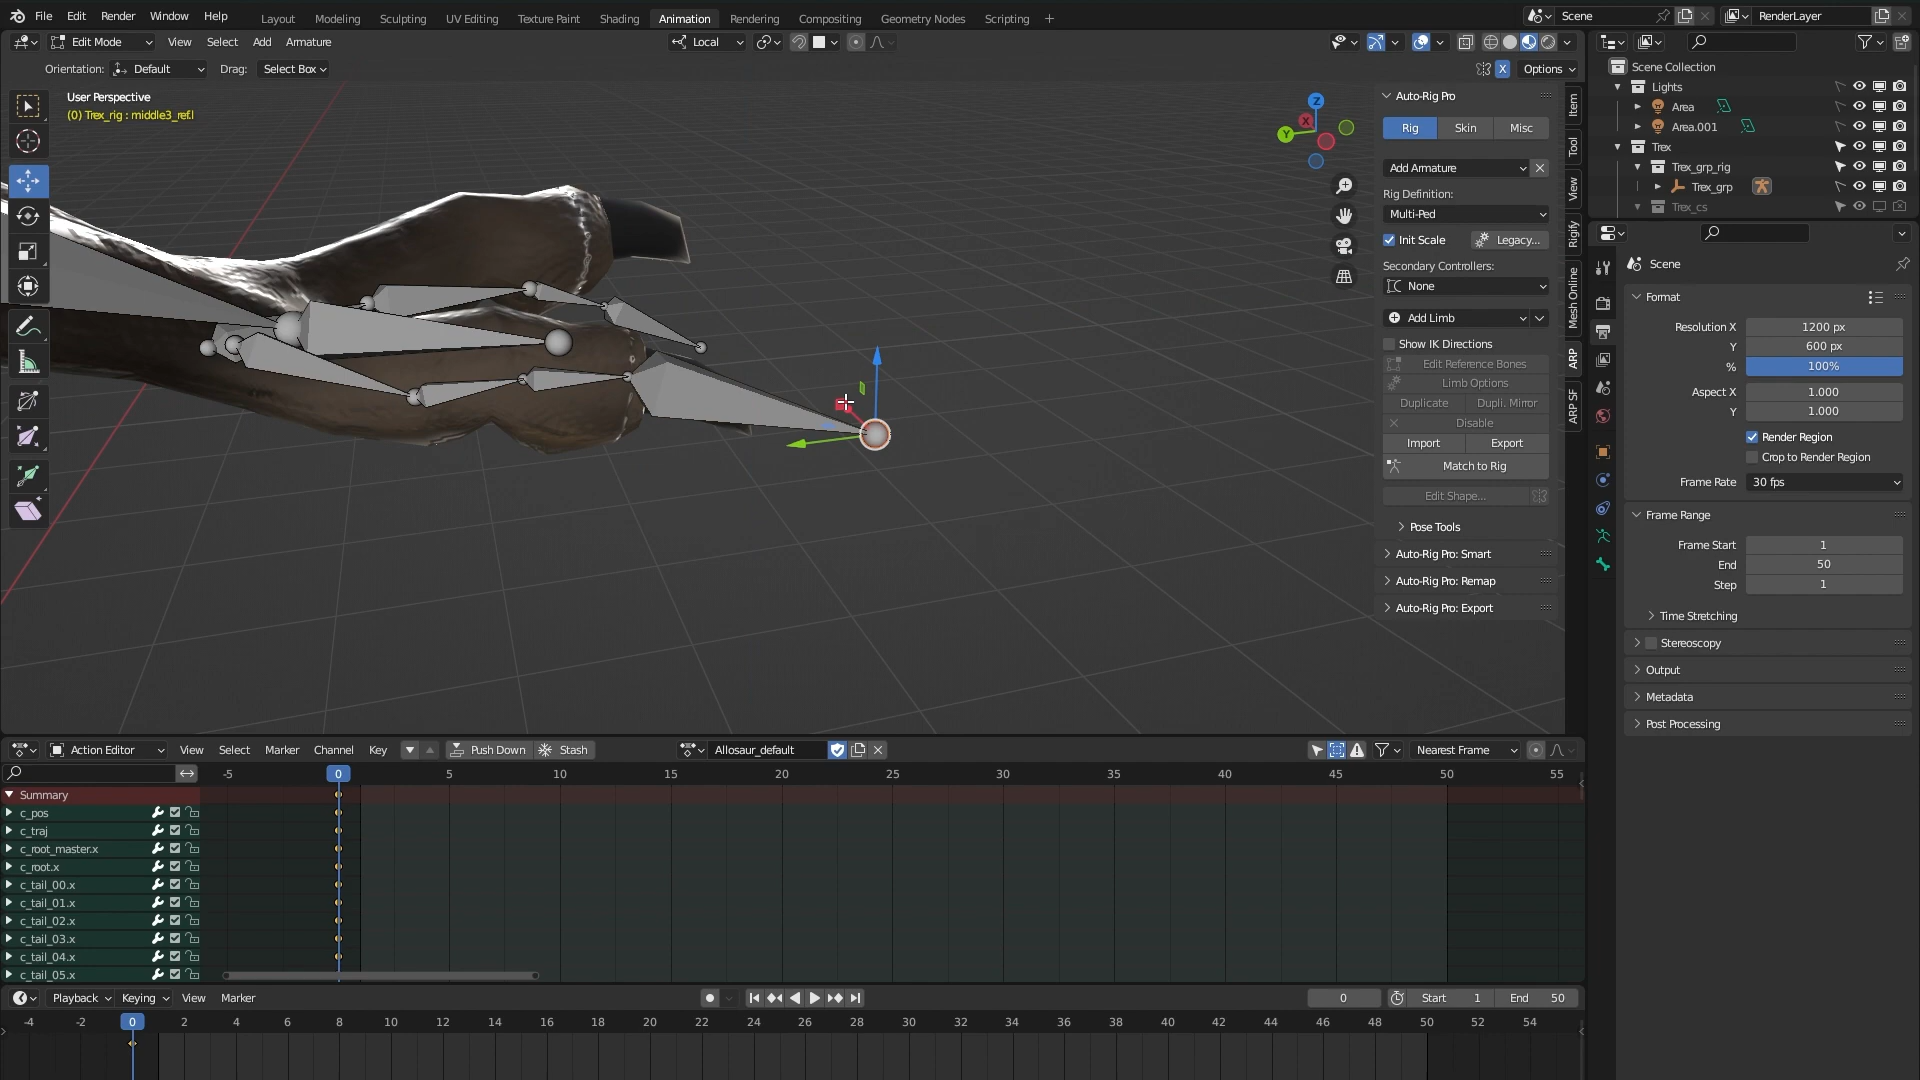 File Edit Render Window Help
Layout Modeling Sculpting UV Editing Texture Paint Shading Animation Rendering Compositing Geometry Nodes Scripting +
Scene
RenderLayer
Edit Mode View Select Add Armature
Local
Orientation: Default Drag: Select Box
X Options
User Perspective
(0) Trex_rig : middle3_ref.l
Z
X
Y
Auto-Rig Pro
Rig Skin Misc
Add Armature
Rig Definition:
Multi-Ped
Init Scale Legacy...
Secondary Controllers:
None
Add Limb
Show IK Directions
Edit Reference Bones
Limb Options
Duplicate Dupli. Mirror
Disable
Import Export
Match to Rig
Edit Shape...
Pose Tools
Auto-Rig Pro: Smart
Auto-Rig Pro: Remap
Auto-Rig Pro: Export
Item
Tool
View
Rigify
Mesh Online
ARP
ARP SF
Scene Collection
Lights
Area
Area.001
Trex
Trex_grp_rig
Trex_grp
Trex_cs
Scene
Format
Resolution X 1200 px
Y 600 px
% 100%
Aspect X 1.000
Y 1.000
Render Region
Crop to Render Region
Frame Rate 30 fps
Frame Range
Frame Start 1
End 50
Step 1
Time Stretching
Stereoscopy
Output
Metadata
Post Processing
Action Editor View Select Marker Channel Key Push Down Stash Allosaur_default Nearest Frame
-5 0 5 10 15 20 25 30 35 40 45 50 55
Summary
c_pos
c_traj
c_root_master.x
c_root.x
c_tail_00.x
c_tail_01.x
c_tail_02.x
c_tail_03.x
c_tail_04.x
c_tail_05.x
Playback Keying View Marker 0 Start 1 End 50
-4 -2 0 2 4 6 8 10 12 14 16 18 20 22 24 26 28 30 32 34 36 38 40 42 44 46 48 50 52 54